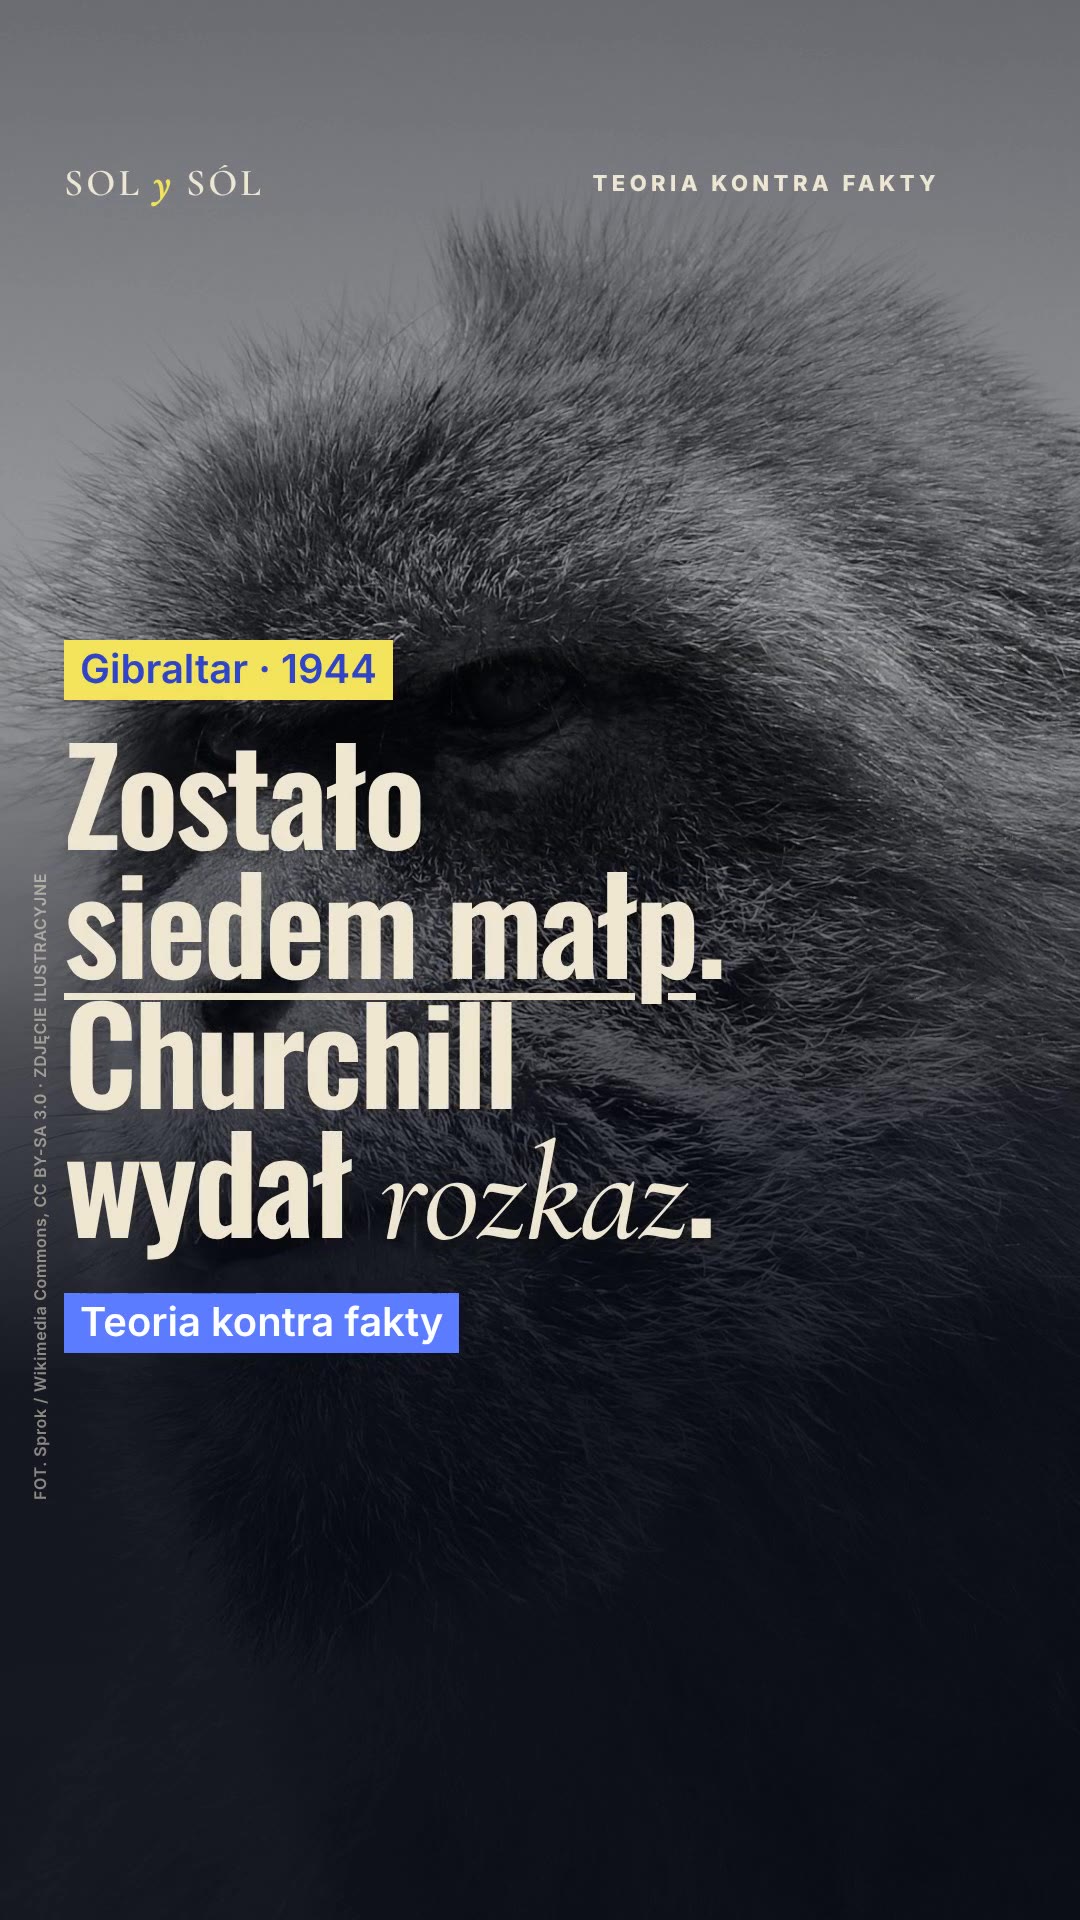 SOL y SÓL
TEORIA KONTRA FAKTY
Gibraltar · 1944
Zostało
siedem małp.
Churchill
wydał rozkaz.
Teoria kontra fakty
FOT. Sprok / Wikimedia Commons, CC BY-SA 3.0 · ZDJĘCIE ILUSTRACYJNE